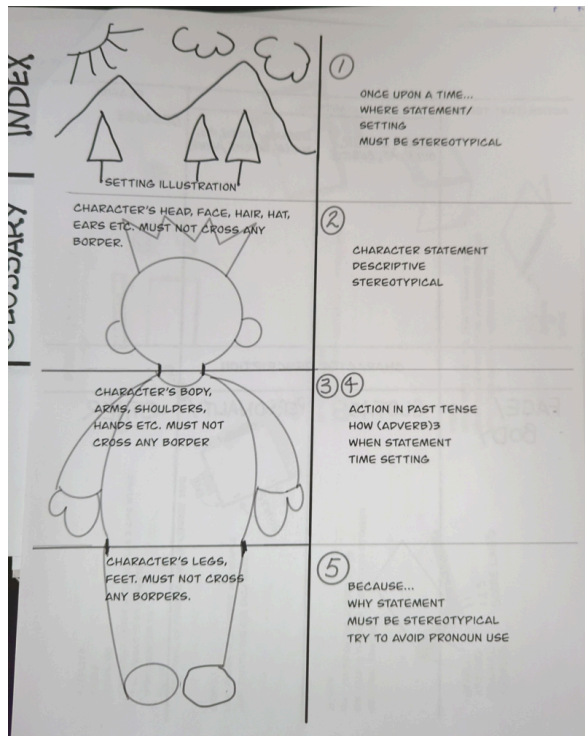 INDEX
GLOSSARY
SETTING ILLUSTRATION
1
ONCE UPON A TIME...
WHERE STATEMENT/
SETTING
MUST BE STEREOTYPICAL
CHARACTER'S HEAD, FACE, HAIR, HAT,
EARS ETC. MUST NOT CROSS ANY
BORDER.
2
CHARACTER STATEMENT
DESCRIPTIVE
STEREOTYPICAL
CHARACTER'S BODY,
ARMS, SHOULDERS,
HANDS ETC. MUST NOT
CROSS ANY BORDER
3 4
ACTION IN PAST TENSE
HOW (ADVERB)3
WHEN STATEMENT
TIME SETTING
CHARACTER'S LEGS,
FEET. MUST NOT CROSS
ANY BORDERS.
5
BECAUSE...
WHY STATEMENT
MUST BE STEREOTYPICAL
TRY TO AVOID PRONOUN USE